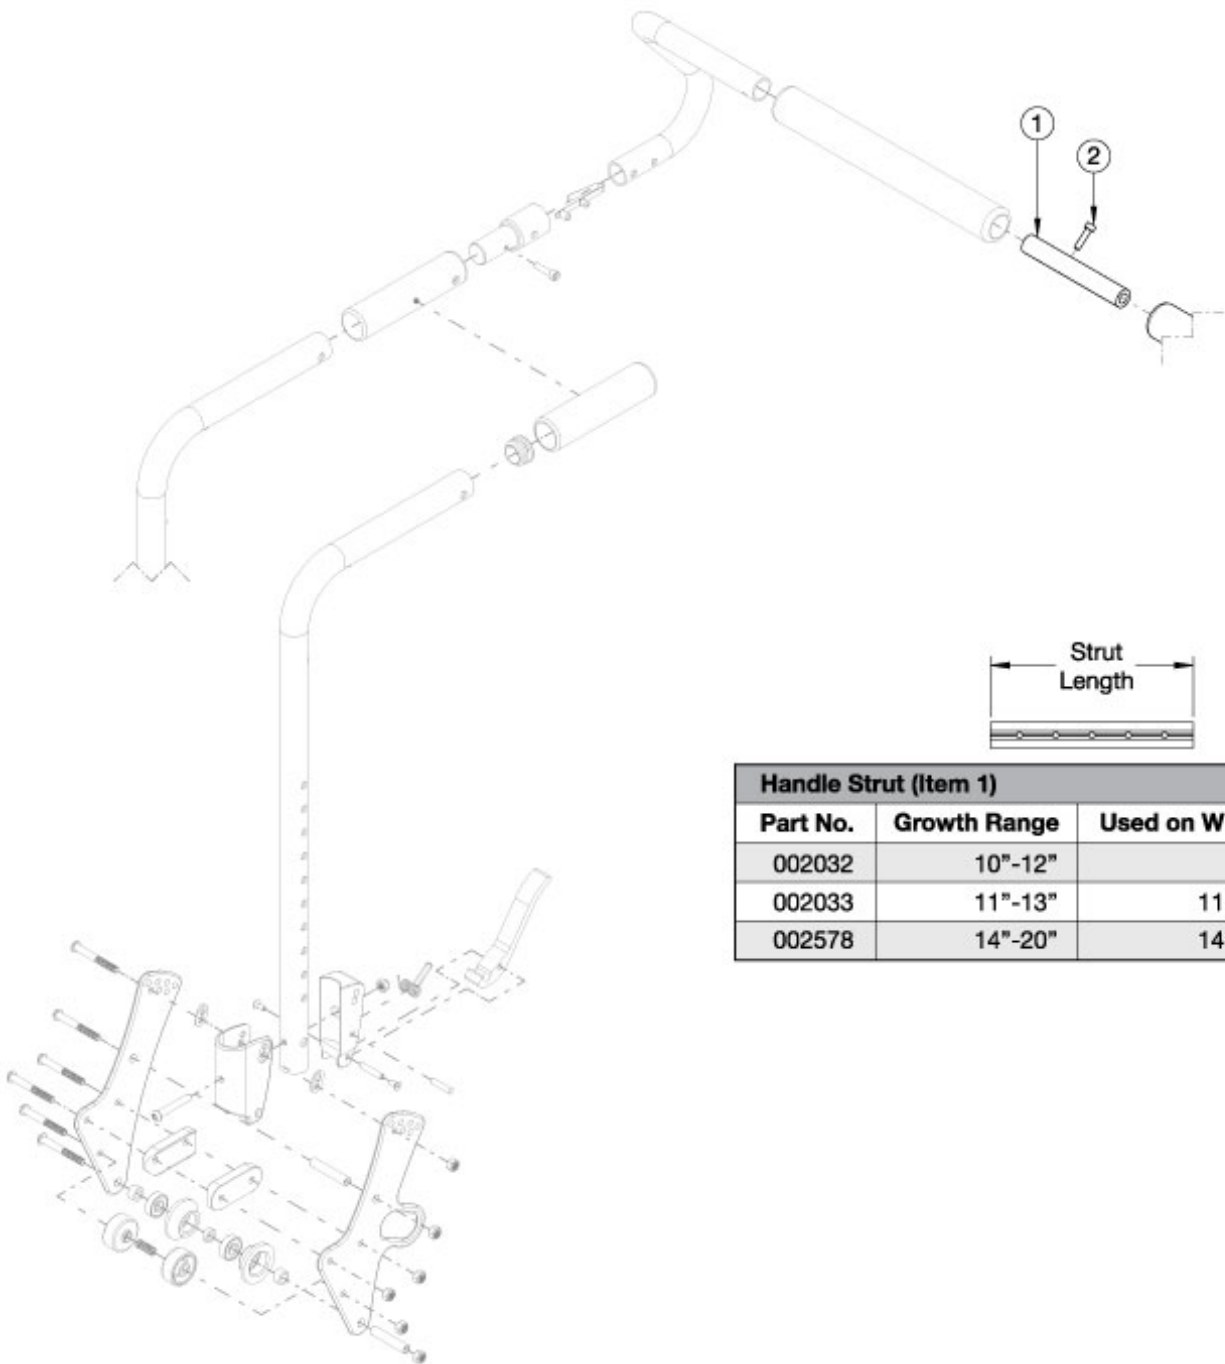 1
2
Strut
Length
Handle Strut (Item 1)
Part No. Growth Range Used on W
002032 10”-12”
002033 11”-13” 11
002578 14”-20” 14